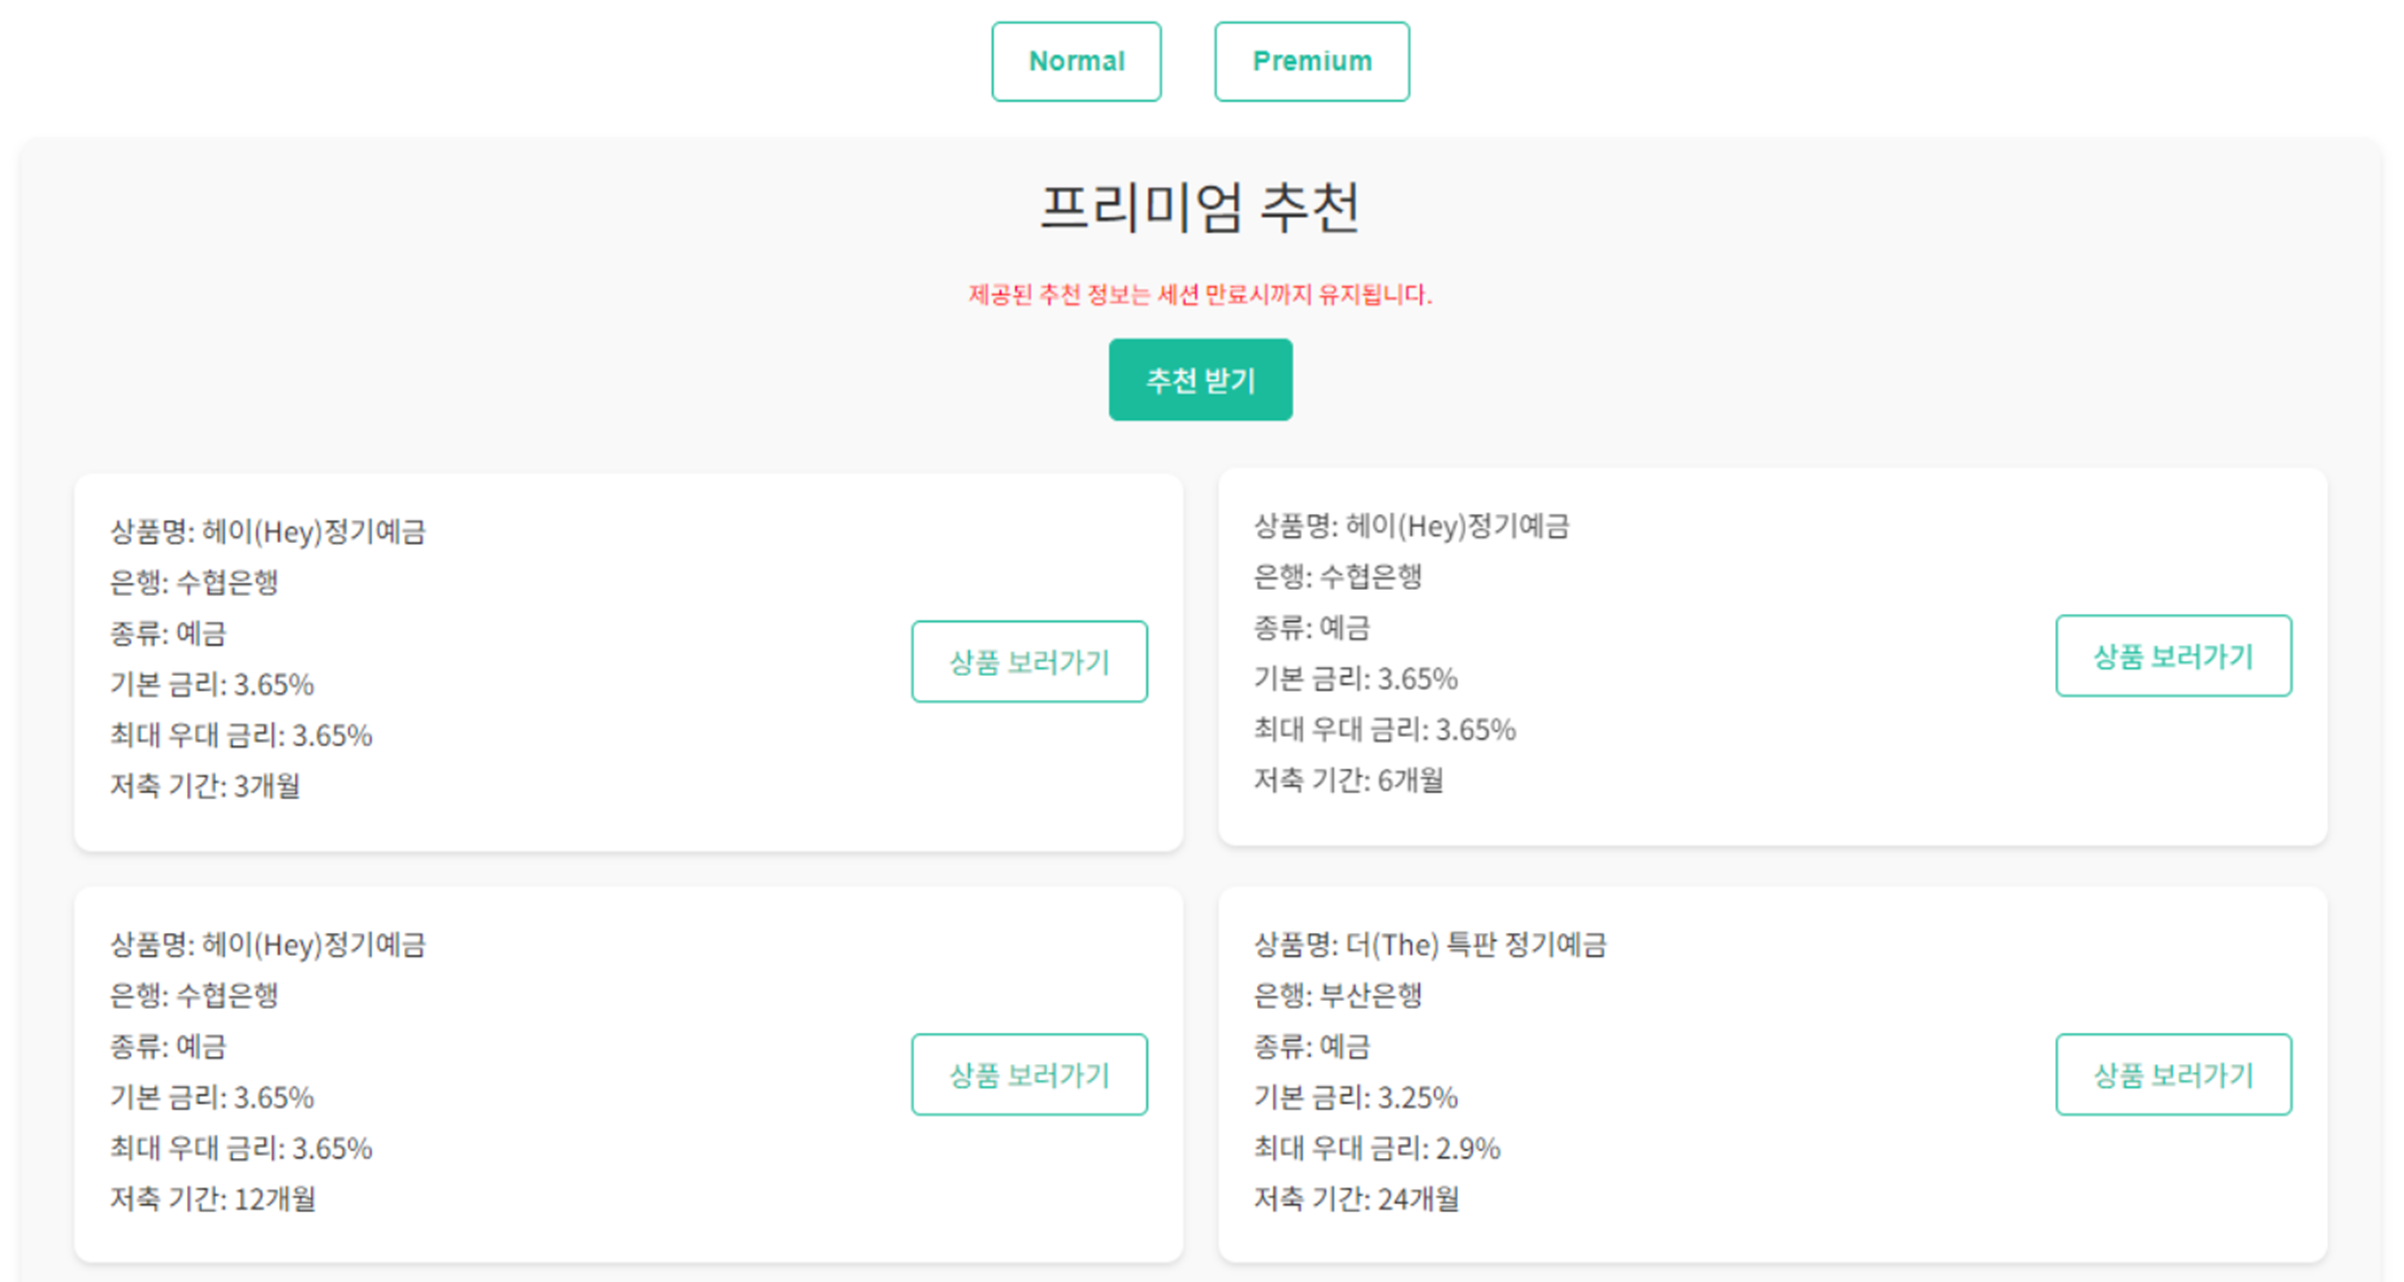 Normal
Premium
프리미엄 추천
제공된 추천 정보는 세션 만료시까지 유지됩니다.
추천 받기
상품명: 헤이(Hey)정기예금
은행: 수협은행
종류: 예금
기본 금리: 3.65%
최대 우대 금리: 3.65%
저축 기간: 3개월
상품 보러가기
상품명: 헤이(Hey)정기예금
은행: 수협은행
종류: 예금
기본 금리: 3.65%
최대 우대 금리: 3.65%
저축 기간: 6개월
상품 보러가기
상품명: 헤이(Hey)정기예금
은행: 수협은행
종류: 예금
기본 금리: 3.65%
최대 우대 금리: 3.65%
저축 기간: 12개월
상품 보러가기
상품명: 더(The) 특판 정기예금
은행: 부산은행
종류: 예금
기본 금리: 3.25%
최대 우대 금리: 2.9%
저축 기간: 24개월
상품 보러가기